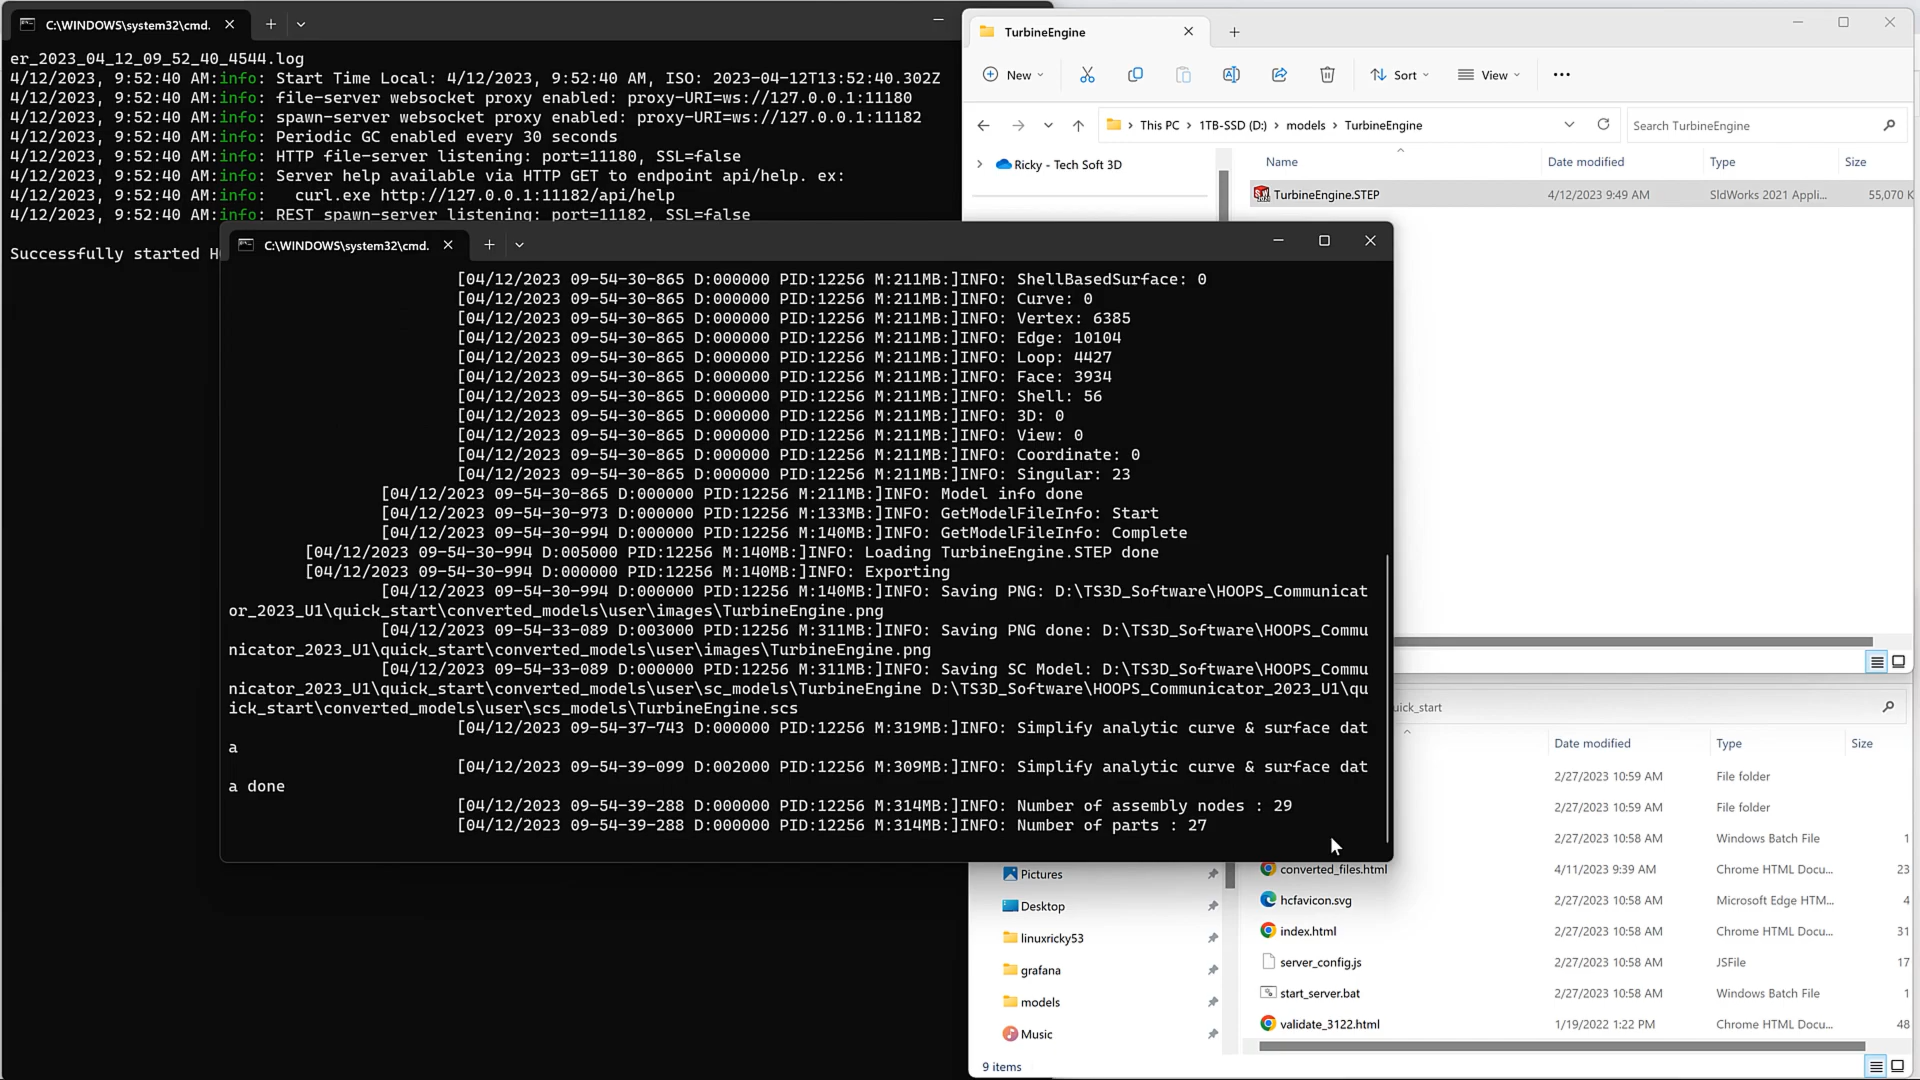 C:\WINDOWS\system32\cmd.
er_2023_04_12_09_52_40_4544.log
4/12/2023, 9:52:40 AM:info: Start Time Local: 4/12/2023, 9:52:40 AM, ISO: 2023-04-12T13:52:40.302Z
4/12/2023, 9:52:40 AM:info: file-server websocket proxy enabled: proxy-URI=ws://127.0.0.1:11180
4/12/2023, 9:52:40 AM:info: spawn-server websocket proxy enabled: proxy-URI=ws://127.0.0.1:11182
4/12/2023, 9:52:40 AM:info: Periodic GC enabled every 30 seconds
4/12/2023, 9:52:40 AM:info: HTTP file-server listening: port=11180, SSL=false
4/12/2023, 9:52:40 AM:info: Server help available via HTTP GET to endpoint api/help. ex:
4/12/2023, 9:52:40 AM:info:   curl.exe http://127.0.0.1:11182/api/help
4/12/2023, 9:52:40 AM:info: REST spawn-server listening: port=11182, SSL=false
Successfully started H
C:\WINDOWS\system32\cmd.
[04/12/2023 09-54-30-865 D:000000 PID:12256 M:211MB:]INFO: ShellBasedSurface: 0
[04/12/2023 09-54-30-865 D:000000 PID:12256 M:211MB:]INFO: Curve: 0
[04/12/2023 09-54-30-865 D:000000 PID:12256 M:211MB:]INFO: Vertex: 6385
[04/12/2023 09-54-30-865 D:000000 PID:12256 M:211MB:]INFO: Edge: 10104
[04/12/2023 09-54-30-865 D:000000 PID:12256 M:211MB:]INFO: Loop: 4427
[04/12/2023 09-54-30-865 D:000000 PID:12256 M:211MB:]INFO: Face: 3934
[04/12/2023 09-54-30-865 D:000000 PID:12256 M:211MB:]INFO: Shell: 56
[04/12/2023 09-54-30-865 D:000000 PID:12256 M:211MB:]INFO: 3D: 0
[04/12/2023 09-54-30-865 D:000000 PID:12256 M:211MB:]INFO: View: 0
[04/12/2023 09-54-30-865 D:000000 PID:12256 M:211MB:]INFO: Coordinate: 0
[04/12/2023 09-54-30-865 D:000000 PID:12256 M:211MB:]INFO: Singular: 23
[04/12/2023 09-54-30-865 D:000000 PID:12256 M:211MB:]INFO: Model info done
[04/12/2023 09-54-30-973 D:000000 PID:12256 M:133MB:]INFO: GetModelFileInfo: Start
[04/12/2023 09-54-30-994 D:000000 PID:12256 M:140MB:]INFO: GetModelFileInfo: Complete
[04/12/2023 09-54-30-994 D:005000 PID:12256 M:140MB:]INFO: Loading TurbineEngine.STEP done
[04/12/2023 09-54-30-994 D:000000 PID:12256 M:140MB:]INFO: Exporting
[04/12/2023 09-54-30-994 D:000000 PID:12256 M:140MB:]INFO: Saving PNG: D:\TS3D_Software\HOOPS_Communicat
or_2023_U1\quick_start\converted_models\user\images\TurbineEngine.png
[04/12/2023 09-54-33-089 D:003000 PID:12256 M:311MB:]INFO: Saving PNG done: D:\TS3D_Software\HOOPS_Commu
nicator_2023_U1\quick_start\converted_models\user\images\TurbineEngine.png
[04/12/2023 09-54-33-089 D:000000 PID:12256 M:311MB:]INFO: Saving SC Model: D:\TS3D_Software\HOOPS_Commu
nicator_2023_U1\quick_start\converted_models\user\sc_models\TurbineEngine D:\TS3D_Software\HOOPS_Communicator_2023_U1\qu
ick_start\converted_models\user\scs_models\TurbineEngine.scs
[04/12/2023 09-54-37-743 D:000000 PID:12256 M:319MB:]INFO: Simplify analytic curve & surface dat
a
[04/12/2023 09-54-39-099 D:002000 PID:12256 M:309MB:]INFO: Simplify analytic curve & surface dat
a done
[04/12/2023 09-54-39-288 D:000000 PID:12256 M:314MB:]INFO: Number of assembly nodes : 29
[04/12/2023 09-54-39-288 D:000000 PID:12256 M:314MB:]INFO: Number of parts : 27
TurbineEngine
New Sort View
This PC 1TB-SSD (D:) models TurbineEngine Search TurbineEngine
Ricky - Tech Soft 3D
Name Date modified Type Size
TurbineEngine.STEP 4/12/2023 9:49 AM SldWorks 2021 Appli... 55,070 K
uick_start
Date modified Type Size
2/27/2023 10:59 AM File folder
2/27/2023 10:59 AM File folder
2/27/2023 10:58 AM Windows Batch File 1
converted_files.html 4/11/2023 9:39 AM Chrome HTML Docu... 23
hcfavicon.svg 2/27/2023 10:58 AM Microsoft Edge HTM... 4
index.html 2/27/2023 10:58 AM Chrome HTML Docu... 31
server_config.js 2/27/2023 10:58 AM JSFile 17
start_server.bat 2/27/2023 10:58 AM Windows Batch File 1
validate_3122.html 1/19/2022 1:22 PM Chrome HTML Docu... 48
Pictures
Desktop
linuxricky53
grafana
models
Music
9 items